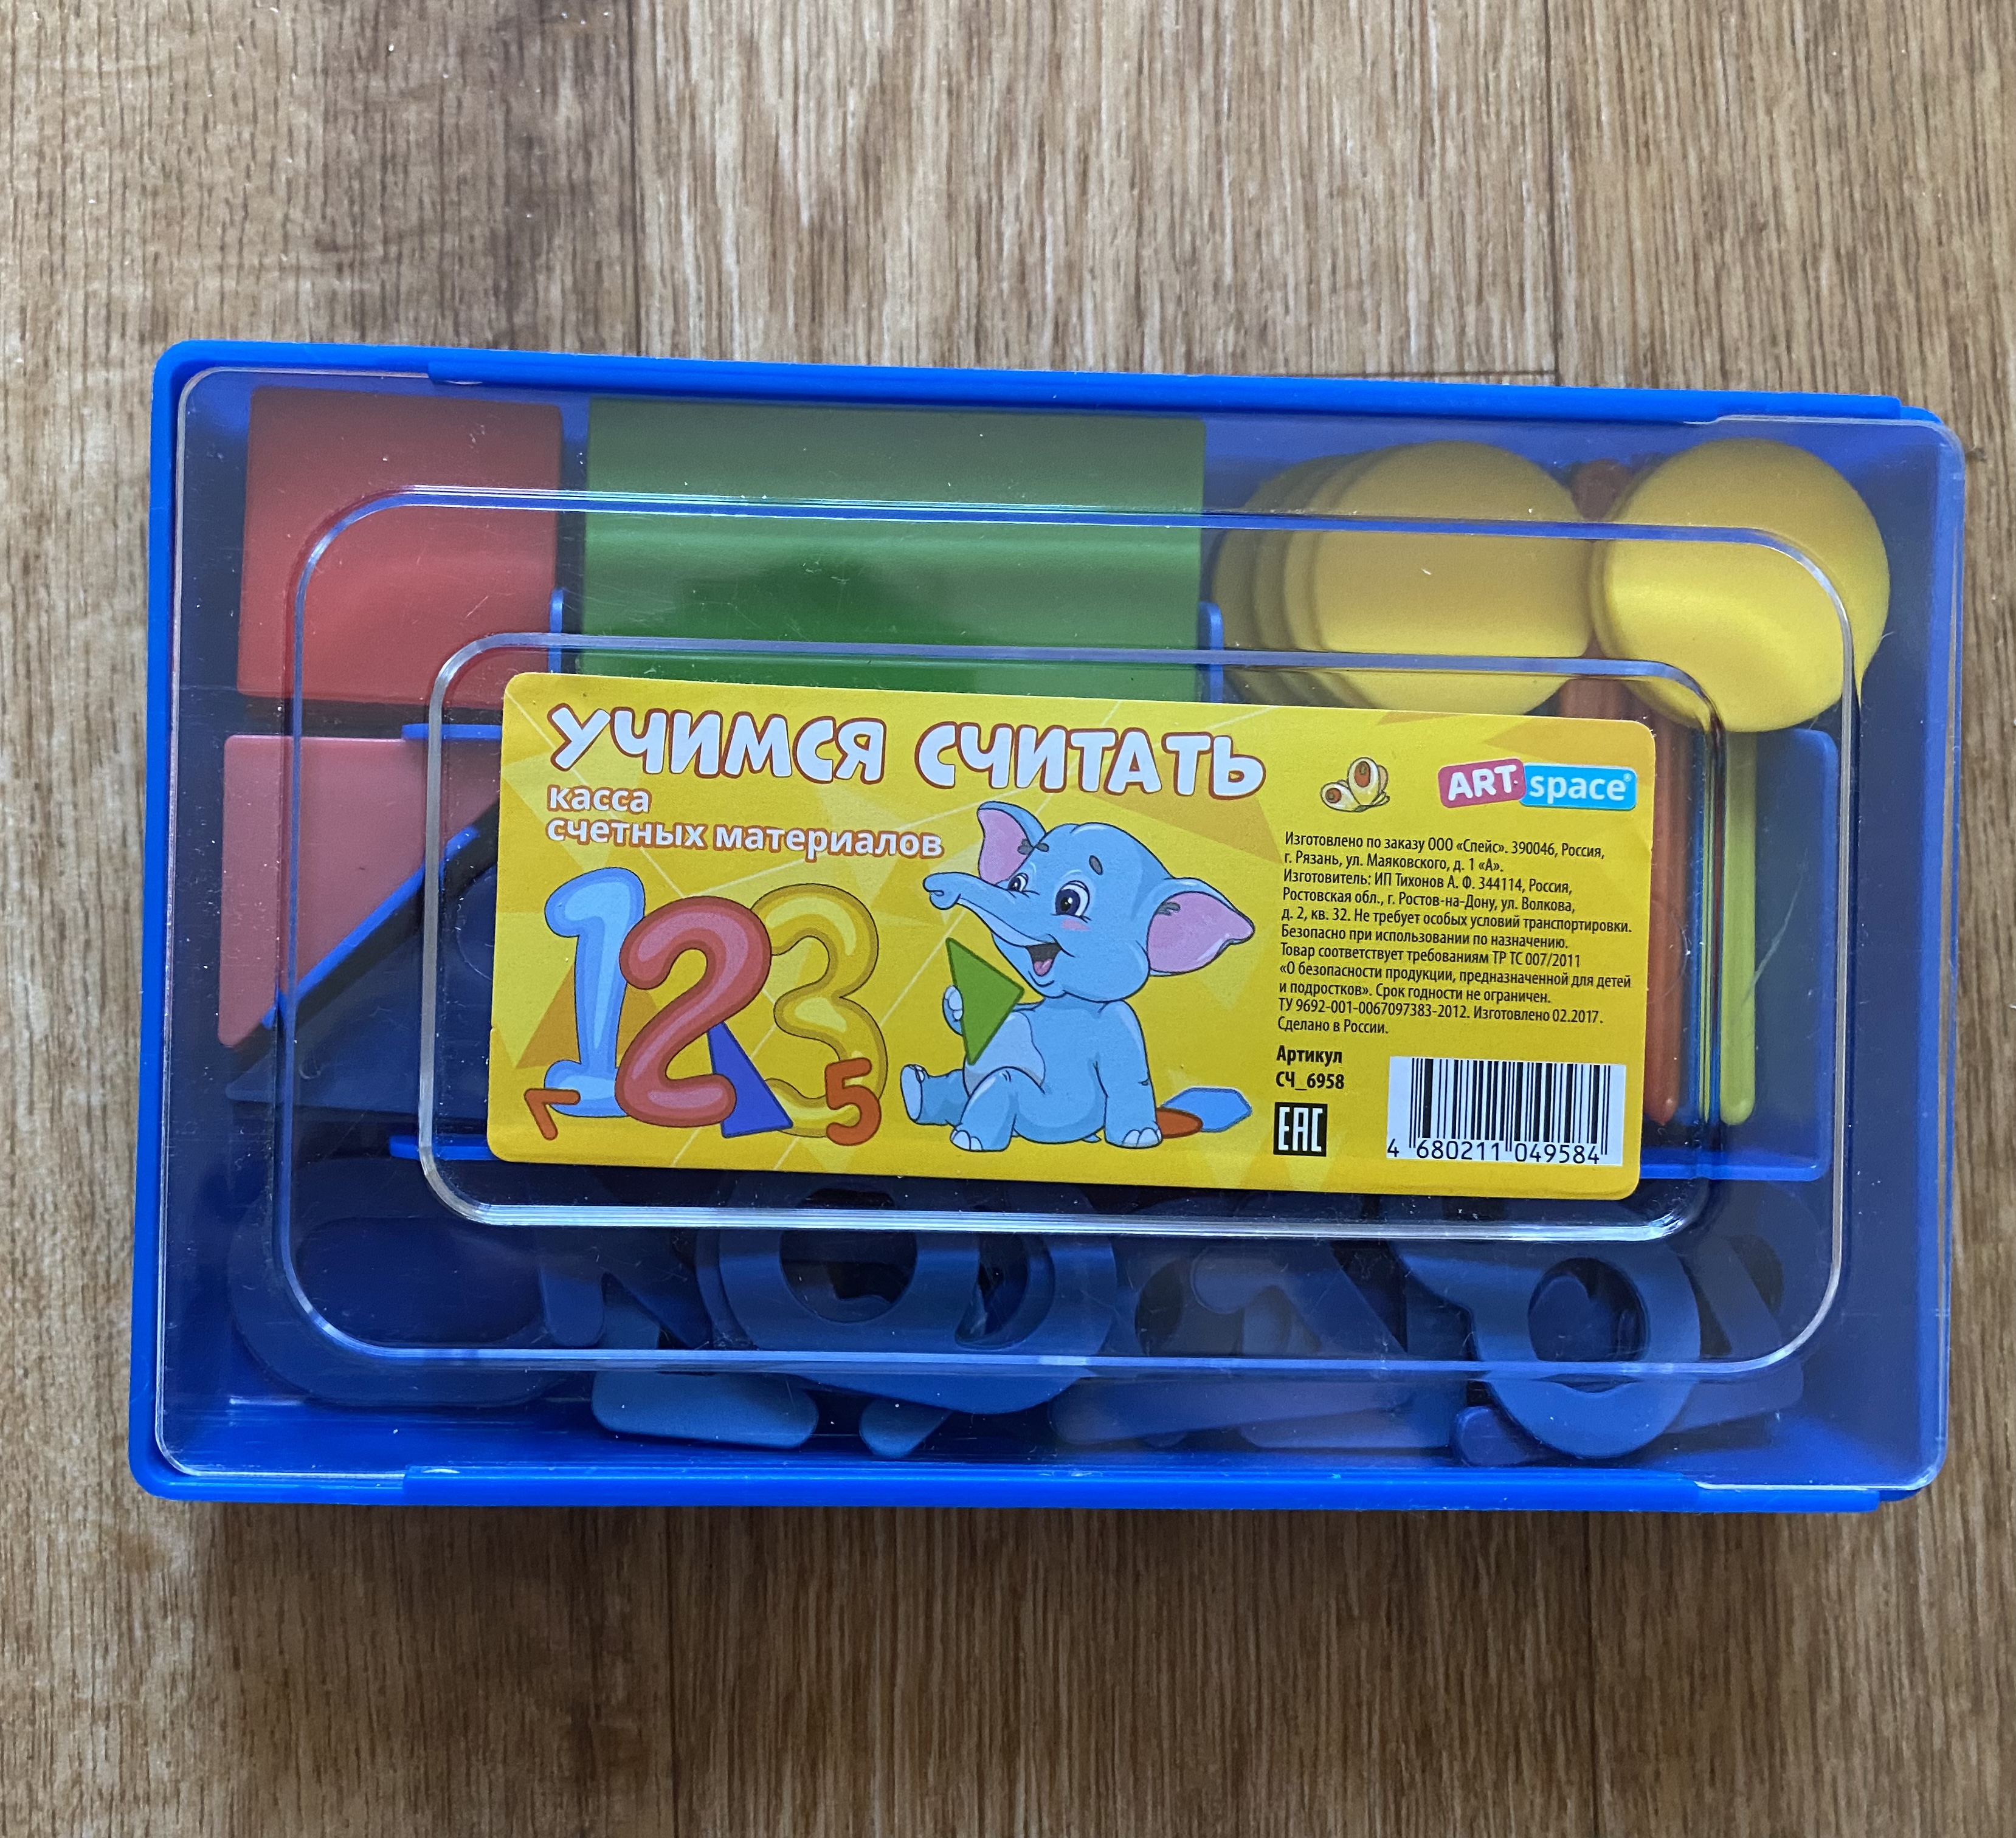 УЧИМСЯ СЧИТАТЬ
касса
счетных материалов
123
5
ART space®
Изготовлено по заказу ООО «Спейс». 390046, Россия,
г. Рязань, ул. Маяковского, д. 1 «А».
Изготовитель: ИП Тихонов А. Ф. 344114, Россия,
Ростовская обл., г. Ростов-на-Дону, ул. Волкова,
д. 2, кв. 32. Не требует особых условий транспортировки.
Безопасно при использовании по назначению.
Товар соответствует требованиям ТР ТС 007/2011
«О безопасности продукции, предназначенной для детей
и подростков». Срок годности не ограничен.
ТУ 9692-001-0067097383-2012. Изготовлено 02.2017.
Сделано в России.
Артикул
СЧ_6958
EAC
4 680211 049584